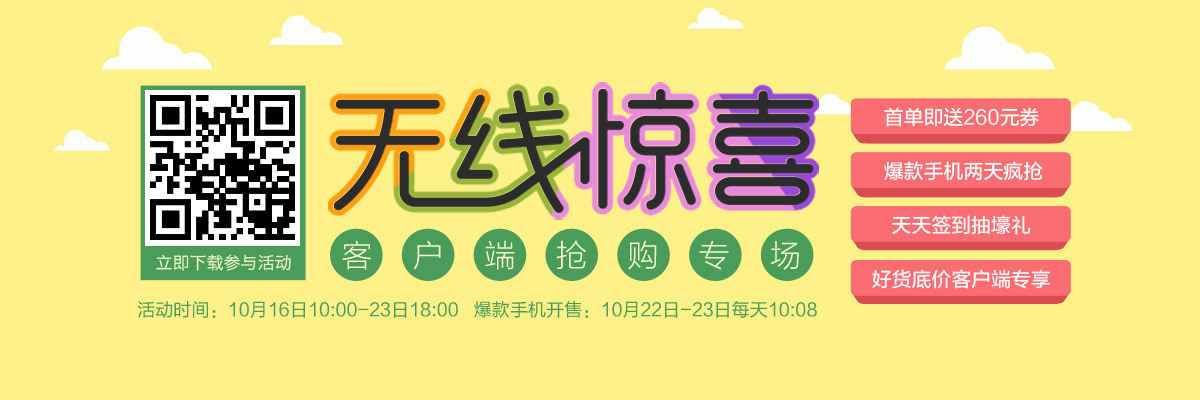 无线惊喜
客户端抢购专场
立即下载参与活动
活动时间：10月16日10:00-23日18:00 爆款手机开售：10月22日-23日每天10:08
首单即送260元券
爆款手机两天疯抢
天天签到抽壕礼
好货底价客户端专享